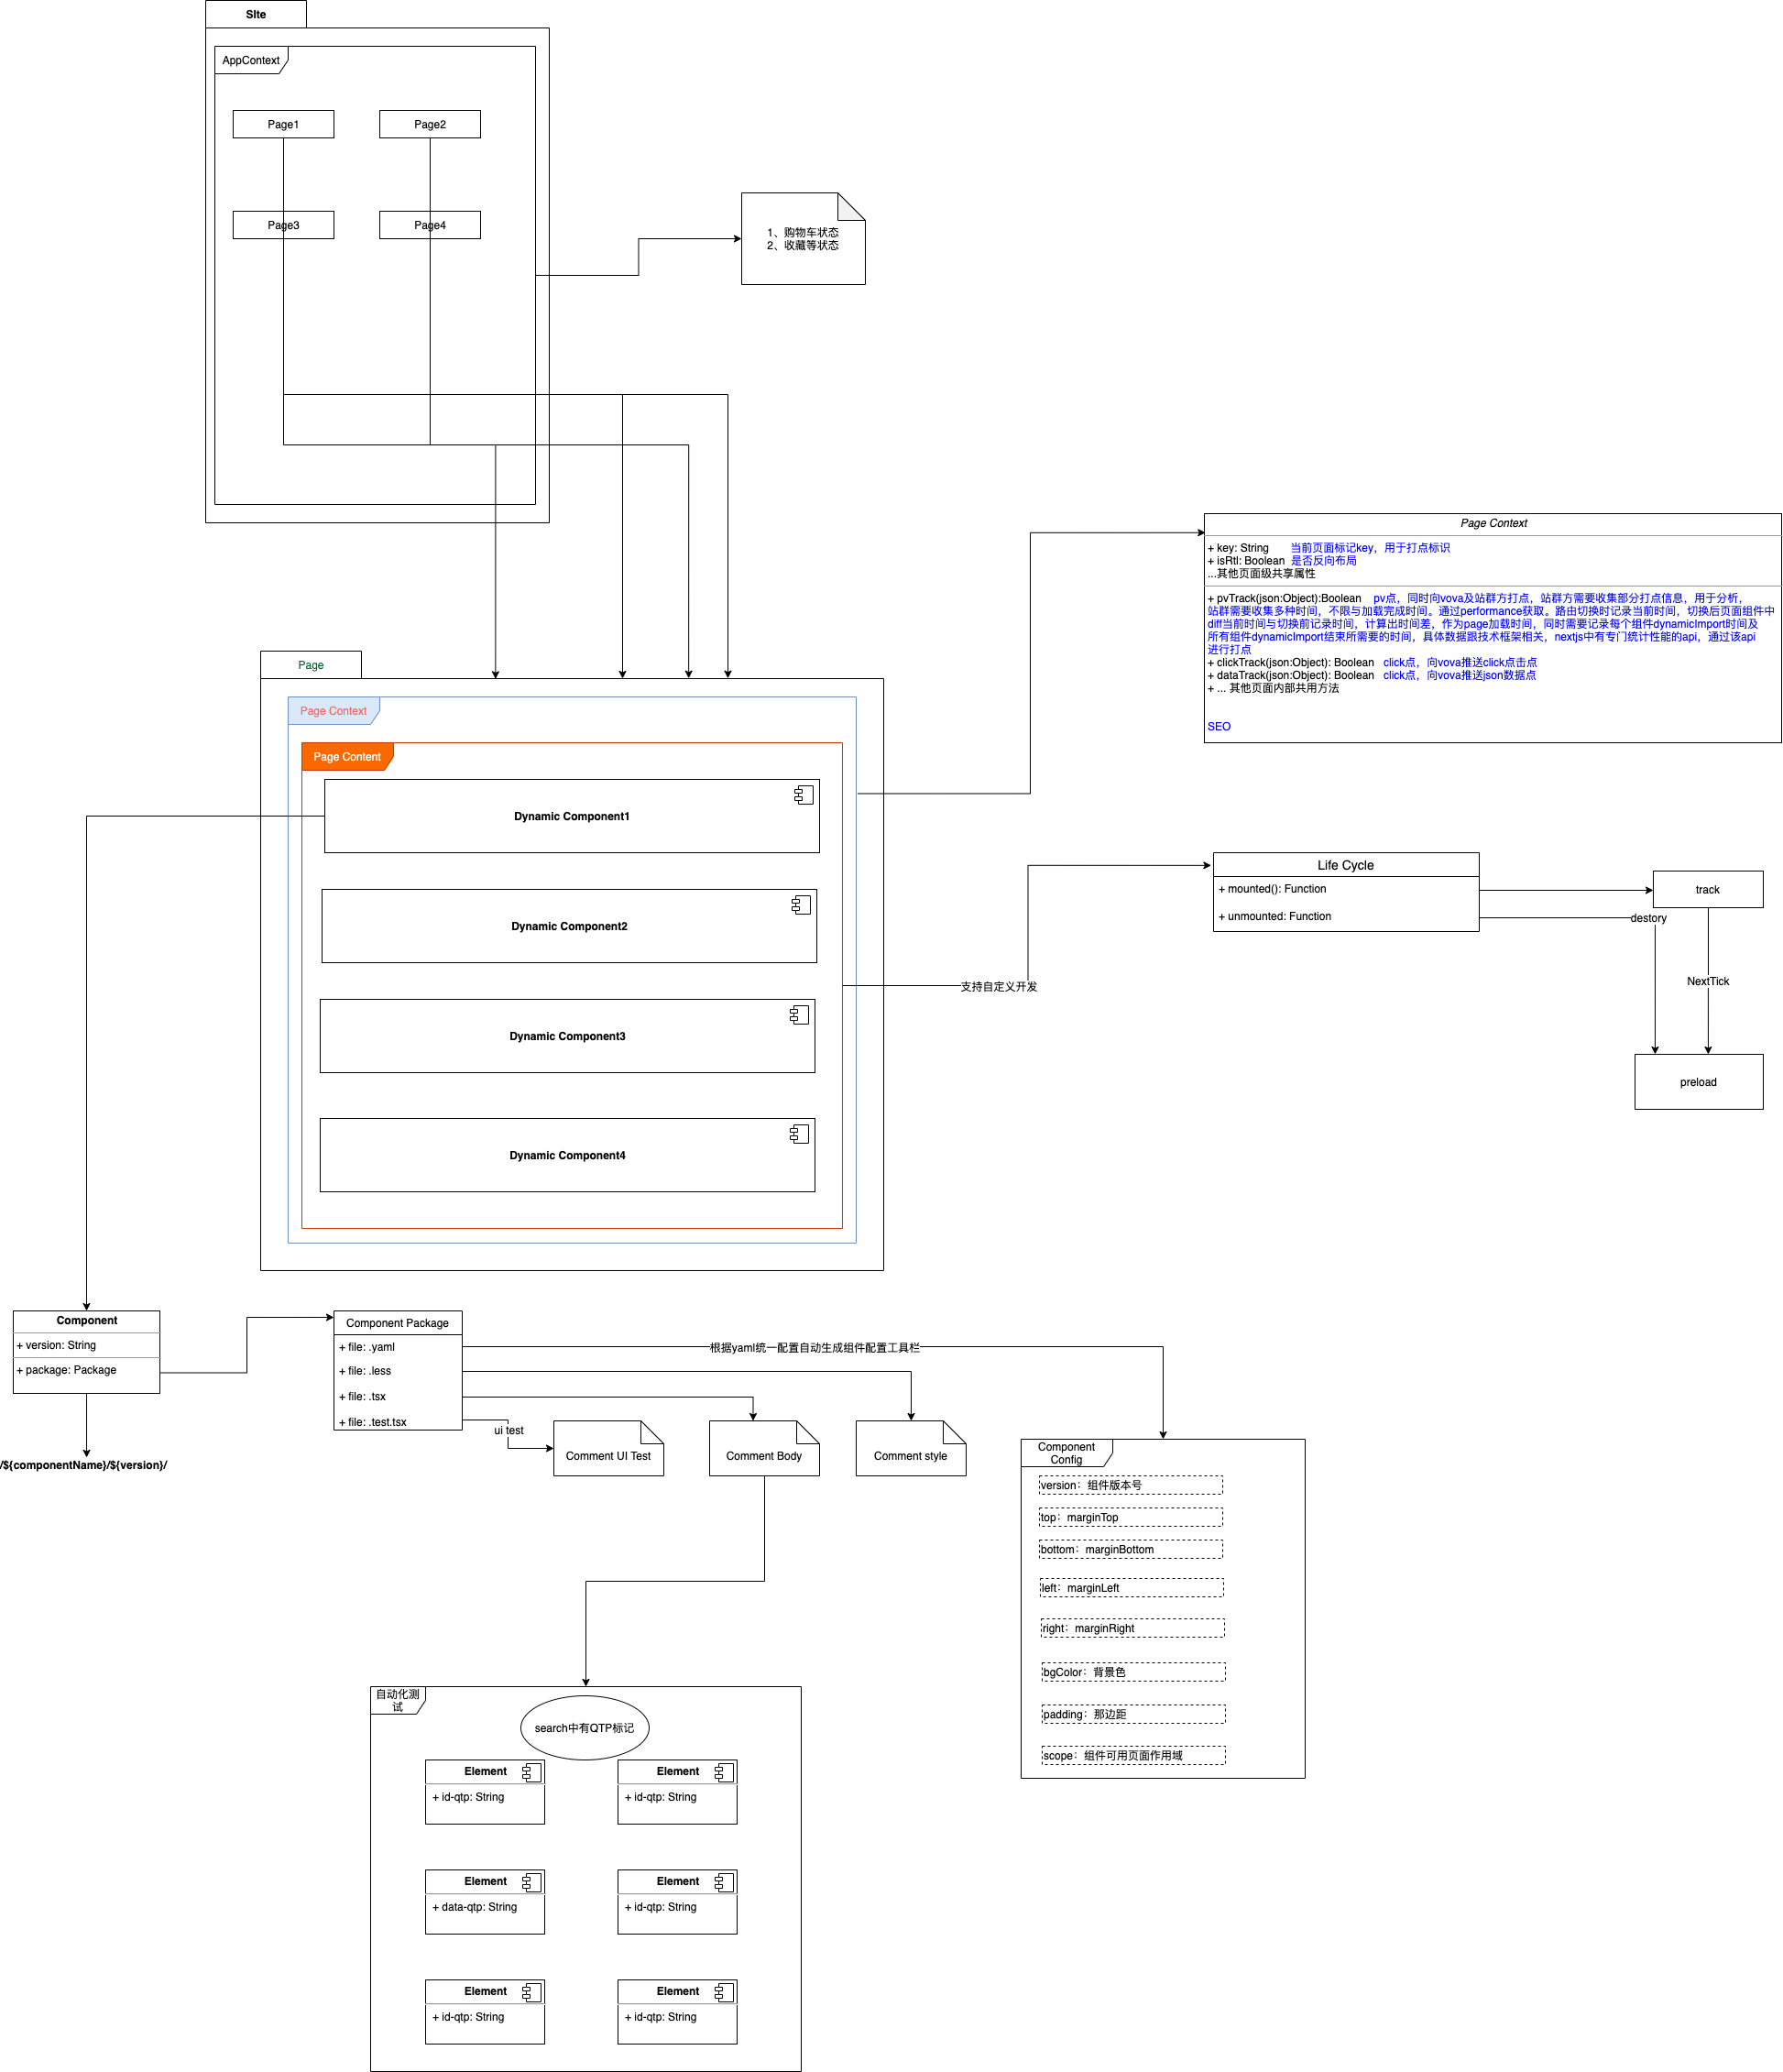 SIte
AppContext
Page1
Page2
Page3
Page4
1、购物车状态
2、收藏等状态
Page Context
+ key: String 当前页面标记key，用于打点标识
+ isRtl: Boolean 是否反向布局
...其他页面级共享属性
+ pvTrack(json:Object):Boolean pv点，同时向vova及站群方打点，站群方需要收集部分打点信息，用于分析，
站群需要收集多种时间，不限与加载完成时间。通过performance获取。路由切换时记录当前时间，切换后页面组件中
diff当前时间与切换前记录时间，计算出时间差，作为page加载时间，同时需要记录每个组件dynamicImport时间及
所有组件dynamicImport结束所需要的时间，具体数据跟技术框架相关，nextjs中有专门统计性能的api，通过该api
进行打点
+ clickTrack(json:Object): Boolean click点，向vova推送click点击点
+ dataTrack(json:Object): Boolean click点，向vova推送json数据点
+ ... 其他页面内部共用方法
SEO
Page
Page Context
Page Content
Dynamic Component1
Dynamic Component2
Dynamic Component3
Dynamic Component4
支持自定义开发
Life Cycle
+ mounted(): Function
+ unmounted: Function
track
destory
NextTick
preload
Component
+ version: String
+ package: Package
/${componentName}/${version}/
Component Package
+ file: .yaml
+ file: .less
+ file: .tsx
+ file: .test.tsx
根据yaml统一配置自动生成组件配置工具栏
ui test
Comment UI Test
Comment Body
Comment style
Component
Config
version：组件版本号
top：marginTop
bottom：marginBottom
left：marginLeft
right：marginRight
bgColor：背景色
padding：那边距
scope：组件可用页面作用域
自动化测
试
search中有QTP标记
Element
+ id-qtp: String
Element
+ id-qtp: String
Element
+ data-qtp: String
Element
+ id-qtp: String
Element
+ id-qtp: String
Element
+ id-qtp: String